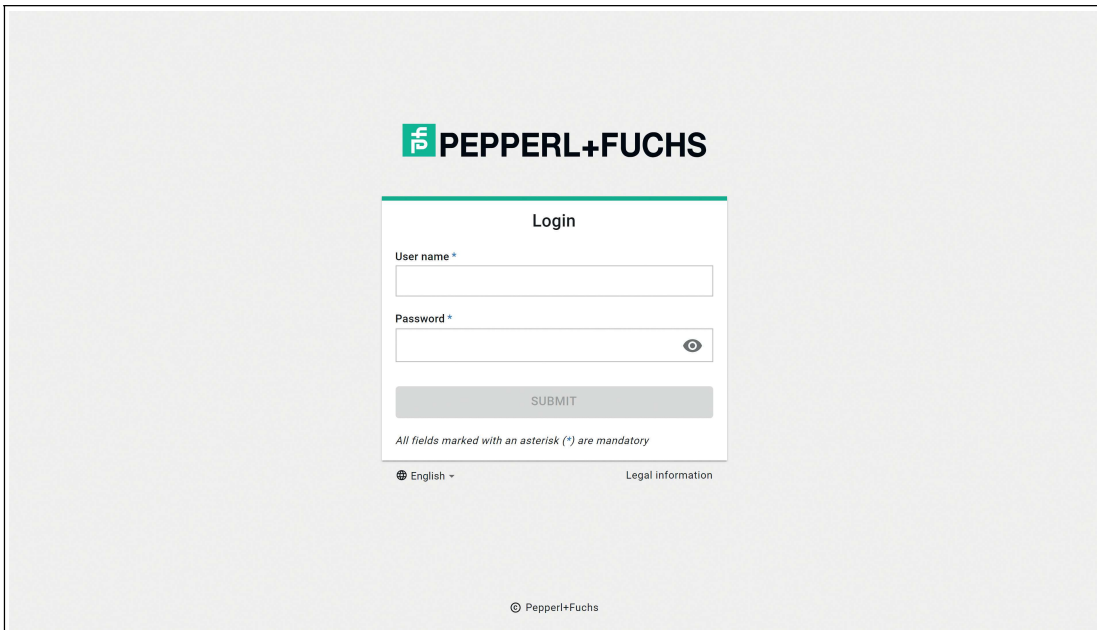 PEPPERL+FUCHS
Login
User name *
Password *
SUBMIT
All fields marked with an asterisk (*) are mandatory
English Legal information
© Pepperl+Fuchs